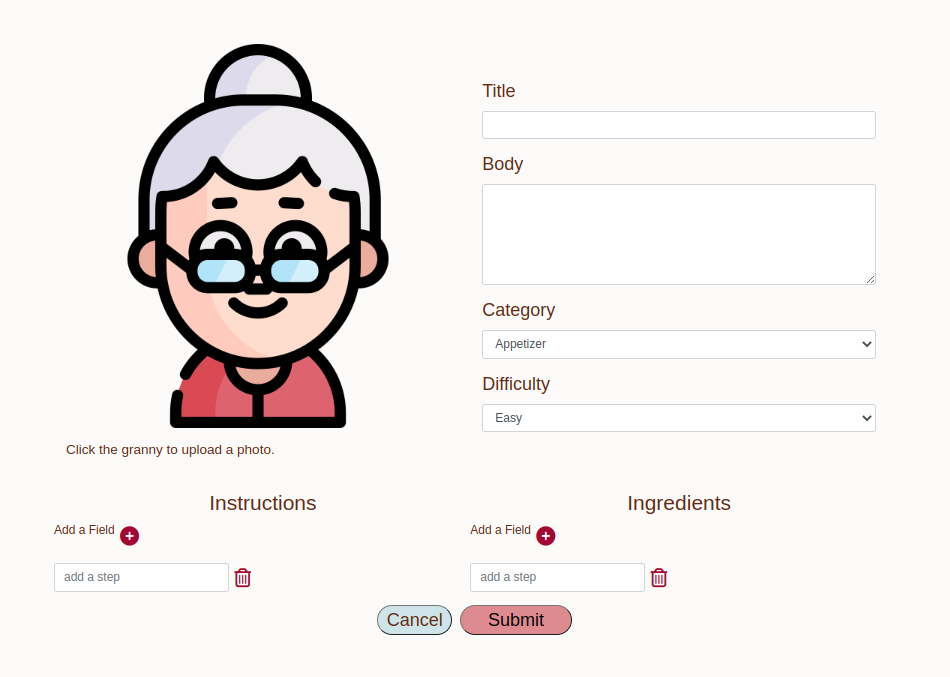 Title
Body
Category
Appetizer
Difficulty
Easy
Click the granny to upload a photo.
Instructions
Add a Field
add a step
Ingredients
Add a Field
add a step
Cancel
Submit